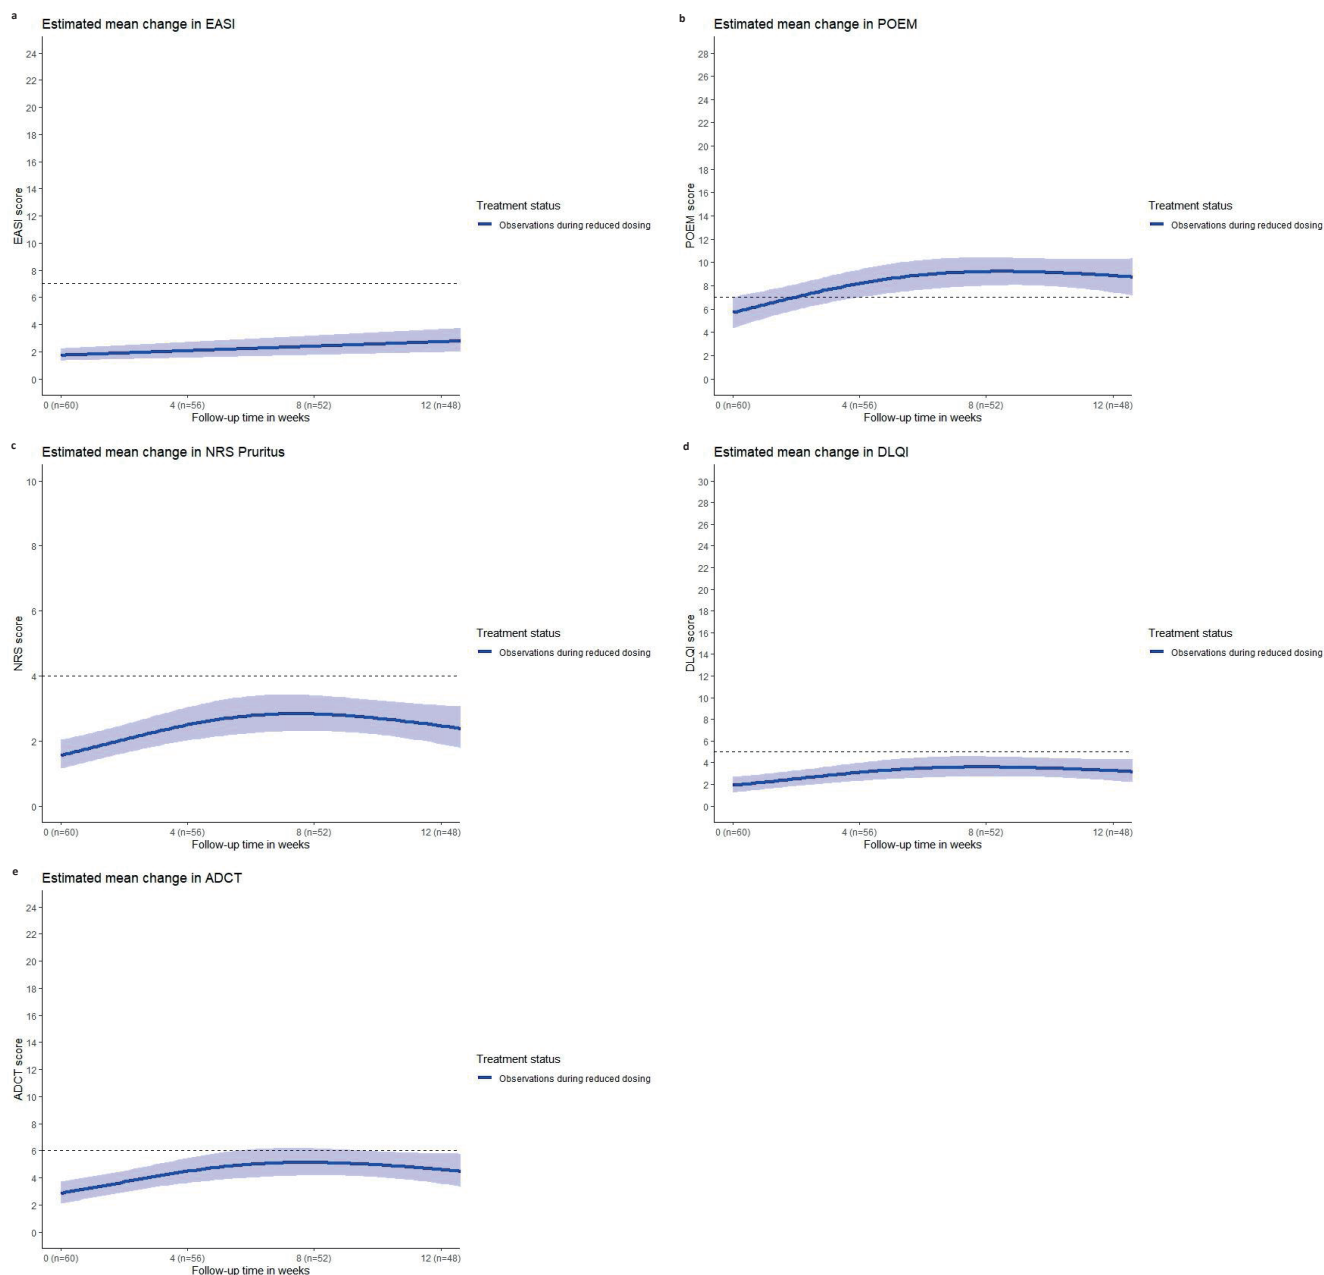 a
Estimated mean change in EASI
24
22
20
18
16
14
12
10
8
6
4
2
0
EASI score
0 (n=60)
4 (n=56)
8 (n=52)
12 (n=48)
Follow-up time in weeks
Treatment status
Observations during reduced dosing
b
Estimated mean change in POEM
28
26
24
22
20
18
16
14
12
10
8
6
4
2
0
POEM score
0 (n=60)
4 (n=56)
8 (n=52)
12 (n=48)
Follow-up time in weeks
Treatment status
Observations during reduced dosing
c
Estimated mean change in NRS Pruritus
10
8
6
4
2
0
NRS score
0 (n=60)
4 (n=56)
8 (n=52)
12 (n=48)
Follow-up time in weeks
Treatment status
Observations during reduced dosing
d
Estimated mean change in DLQI
30
28
26
24
22
20
18
16
14
12
10
8
6
4
2
0
DLQI score
0 (n=60)
4 (n=56)
8 (n=52)
12 (n=48)
Follow-up time in weeks
Treatment status
Observations during reduced dosing
e
Estimated mean change in ADCT
24
22
20
18
16
14
12
10
8
6
4
2
0
ADCT score
0 (n=60)
4 (n=56)
8 (n=52)
12 (n=48)
Follow-up time in weeks
Treatment status
Observations during reduced dosing